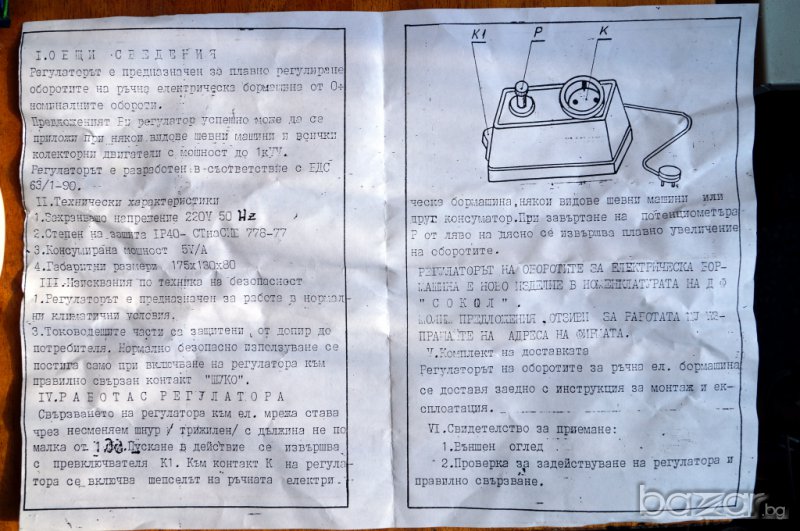 I.ОБЩИ СВЕДЕНИЯ
Регулаторът е предназначен за плавно регулиране
оборотите на ръчна електрическа бормашина от 0+
номиналните обороти.
Предложеният Ви регулатор успешно може да се
приложи при някои видове шевни машини и всички
колекторни двигатели с мощност до 1кW.
Регулаторът е разработен в съответствие с БДС
63/1-90.
II.Технически характеристики
1.Захранващо напрежение 220V 50 Hz
2.Степен на защита IP40- СТнаСИВ 778-77
3.Консумирана мощност 5V/A
4.Габаритни размери 175x130x80
III.Изисквания по техника на безопасност
1.Регулаторът е предназначен за работа в нормал-
ни климатични условия.
3.Тоководещите части са защитени от допир до
потребителя. Нормално безопасно използуване се
постига само при включване на регулатора към
правилно свързан контакт "ШУКО".
IV.РАБОТА С РЕГУЛАТОРА
Свързването на регулатора към ел. мрежа става
чрез несменяем шнур / трижилен/ с дължина не по
малка от Пускане в действие се извършва
с превключвателя К1. Към контакт К на регула-
тора се включва шепселът на ръчната електри.
K1 P K
ческа бормашина,някои видове шевни машини или
друг консуматор.При завъртане на потенциометъра
Р от ляво на дясно се извършва плавно увеличение
на оборотите.
РЕГУЛАТОРЪТ НА ОБОРОТИТЕ ЗА ЕЛЕКТРИЧЕСКА БОР-
МАШИНА Е НОВО ИЗДЕЛИЕ В НОМЕНКЛАТУРАТА НА Д Ф
"СОКОЛ".
МОЛИМ ПРЕДЛОЖЕНИЯ ,ОТЗИВИ ЗА РАБОТАТА МУ ИЗ-
ПРАЩАЙТЕ НА АДРЕСА НА ФИРМАТА.
V.Комплект на доставката
Регулаторът на оборотите за ръчна ел. бормашина
се доставя заедно с инструкция за монтаж и ек-
сплоатация.
VI.Свидетелство за приемане:
1.Външен оглед
2.Проверка за задействуване на регулатора и
правилно свързване.
bazar.bg